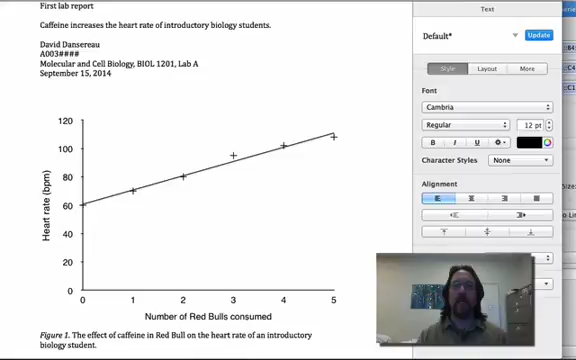 First lab report
Caffeine increases the heart rate of introductory biology students.
David Dansereau
A003####
Molecular and Cell Biology, BIOL 1201, Lab A
September 15, 2014
120
100
80
60
40
20
0
Heart rate (bpm)
0 1 2 3 4 5
Number of Red Bulls consumed
Figure 1. The effect of caffeine in Red Bull on the heart rate of an introductory
biology student.
Text
Default*
Update
Style Layout More
Font
Cambria
Regular 12 pt
B I U
Character Styles None
Alignment